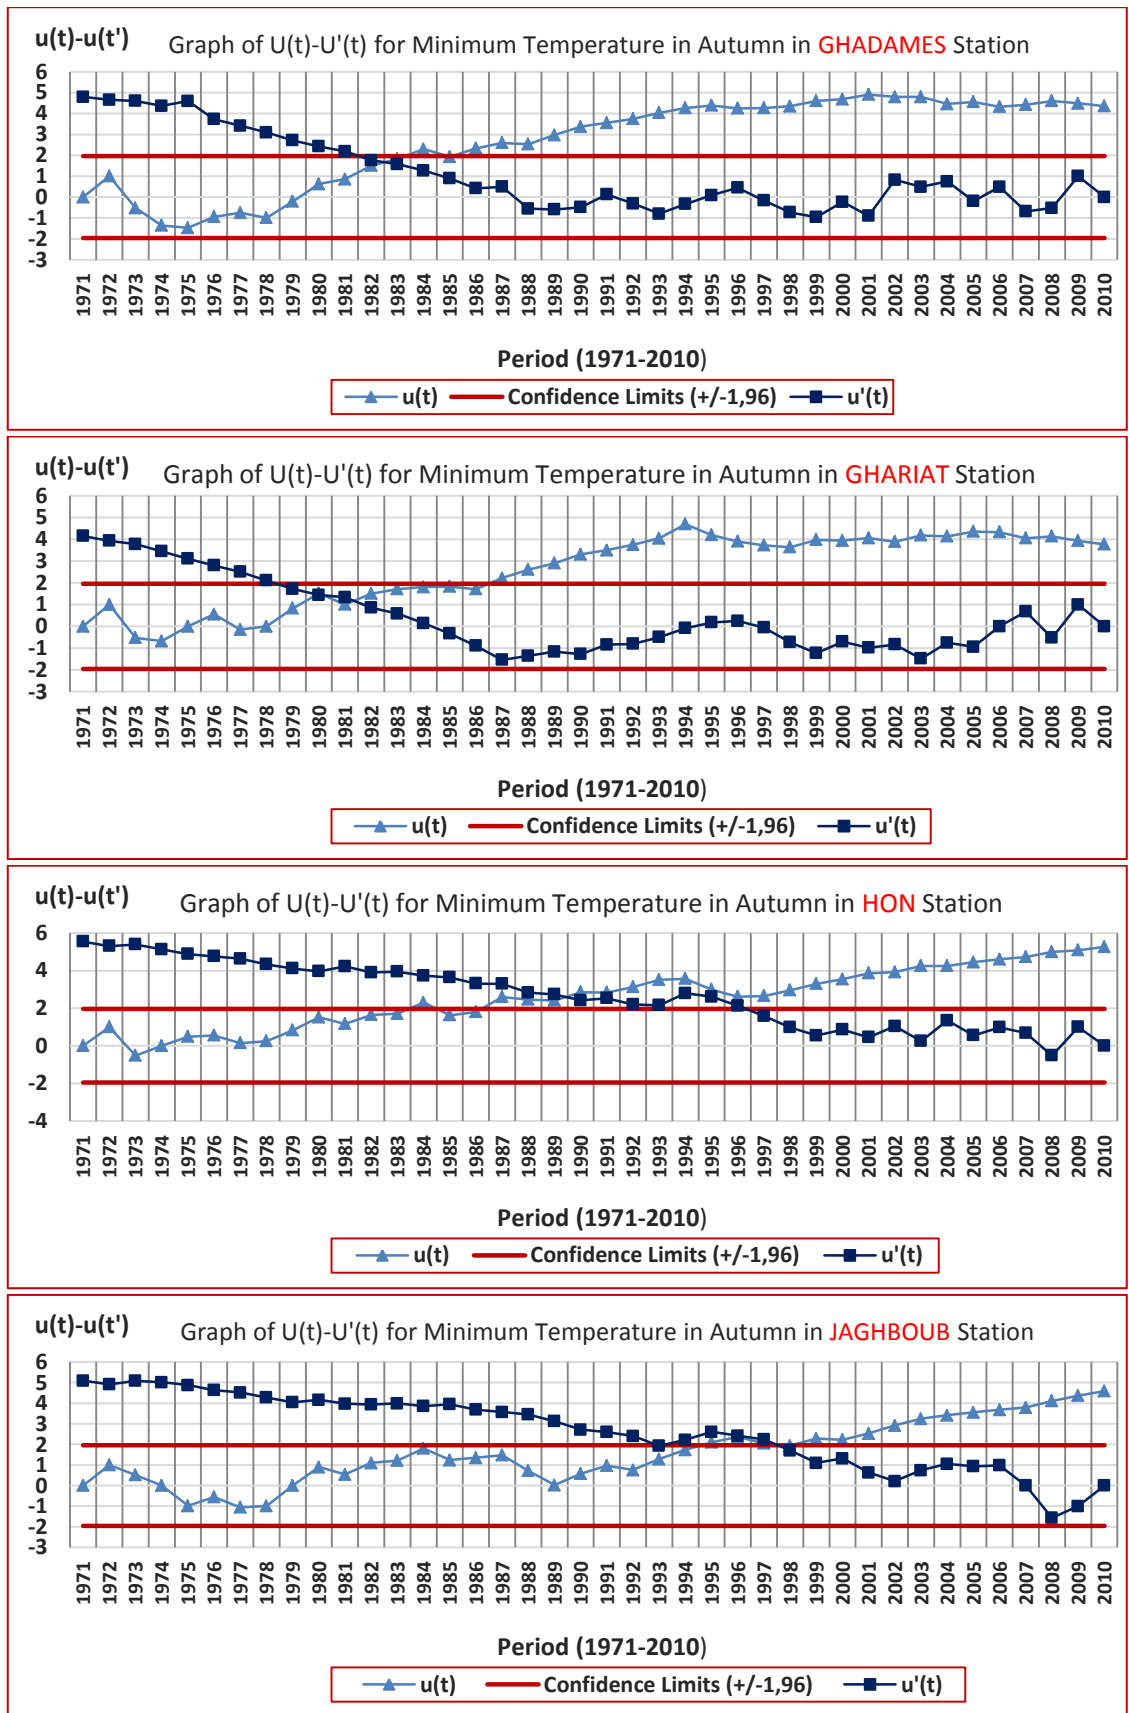 u(t)-u(t') Graph of U(t)-U'(t) for Minimum Temperature in Autumn in GHADAMES Station
6
5
4
3
2
1
0
-1
-2
-3
1971 1972 1973 1974 1975 1976 1977 1978 1979 1980 1981 1982 1983 1984 1985 1986 1987 1988 1989 1990 1991 1992 1993 1994 1995 1996 1997 1998 1999 2000 2001 2002 2003 2004 2005 2006 2007 2008 2009 2010
Period (1971-2010)
u(t) Confidence Limits (+/-1,96) u'(t)
u(t)-u(t') Graph of U(t)-U'(t) for Minimum Temperature in Autumn in GHARIAT Station
6
5
4
3
2
1
0
-1
-2
-3
1971 1972 1973 1974 1975 1976 1977 1978 1979 1980 1981 1982 1983 1984 1985 1986 1987 1988 1989 1990 1991 1992 1993 1994 1995 1996 1997 1998 1999 2000 2001 2002 2003 2004 2005 2006 2007 2008 2009 2010
Period (1971-2010)
u(t) Confidence Limits (+/-1,96) u'(t)
u(t)-u(t') Graph of U(t)-U'(t) for Minimum Temperature in Autumn in HON Station
6
4
2
0
-2
-4
1971 1972 1973 1974 1975 1976 1977 1978 1979 1980 1981 1982 1983 1984 1985 1986 1987 1988 1989 1990 1991 1992 1993 1994 1995 1996 1997 1998 1999 2000 2001 2002 2003 2004 2005 2006 2007 2008 2009 2010
Period (1971-2010)
u(t) Confidence Limits (+/-1,96) u'(t)
u(t)-u(t') Graph of U(t)-U'(t) for Minimum Temperature in Autumn in JAGHBOUB Station
6
5
4
3
2
1
0
-1
-2
-3
1971 1972 1973 1974 1975 1976 1977 1978 1979 1980 1981 1982 1983 1984 1985 1986 1987 1988 1989 1990 1991 1992 1993 1994 1995 1996 1997 1998 1999 2000 2001 2002 2003 2004 2005 2006 2007 2008 2009 2010
Period (1971-2010)
u(t) Confidence Limits (+/-1,96) u'(t)